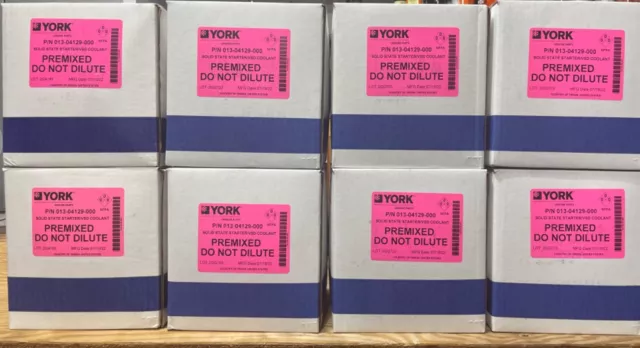 YORK
P/N 013-04129-000
SOLID STATE STARTER/VSD COOLANT
PREMIXED
DO NOT DILUTE
YORK
P/N 013-04129-000
SOLID STATE STARTER/VSD COOLANT
PREMIXED
DO NOT DILUTE
YORK
P/N 013-04129-000
SOLID STATE STARTER/VSD COOLANT
PREMIXED
DO NOT DILUTE
YORK
P/N 013-04129-000
SOLID STATE STARTER/VSD COOLANT
PREMIXED
DO NOT DILUTE
YORK
P/N 013-04129-000
SOLID STATE STARTER/VSD COOLANT
PREMIXED
DO NOT DILUTE
YORK
P/N 013-04129-000
SOLID STATE STARTER/VSD COOLANT
PREMIXED
DO NOT DILUTE
YORK
P/N 013-04129-000
SOLID STATE STARTER/VSD COOLANT
PREMIXED
DO NOT DILUTE
YORK
P/N 013-04129-000
SOLID STATE STARTER/VSD COOLANT
PREMIXED
DO NOT DILUTE